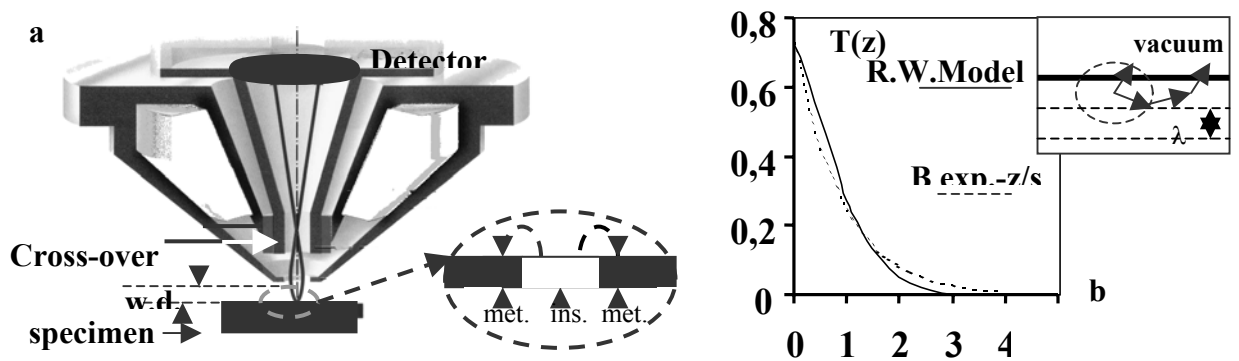 a
Detector
Cross-over
w.d.
specimen
met. ins. met.
0,8
0,6
0,4
0,2
0
T(z)
vacuum
R.W.Model
λ
B exp.-z/s
0 1 2 3 4
b